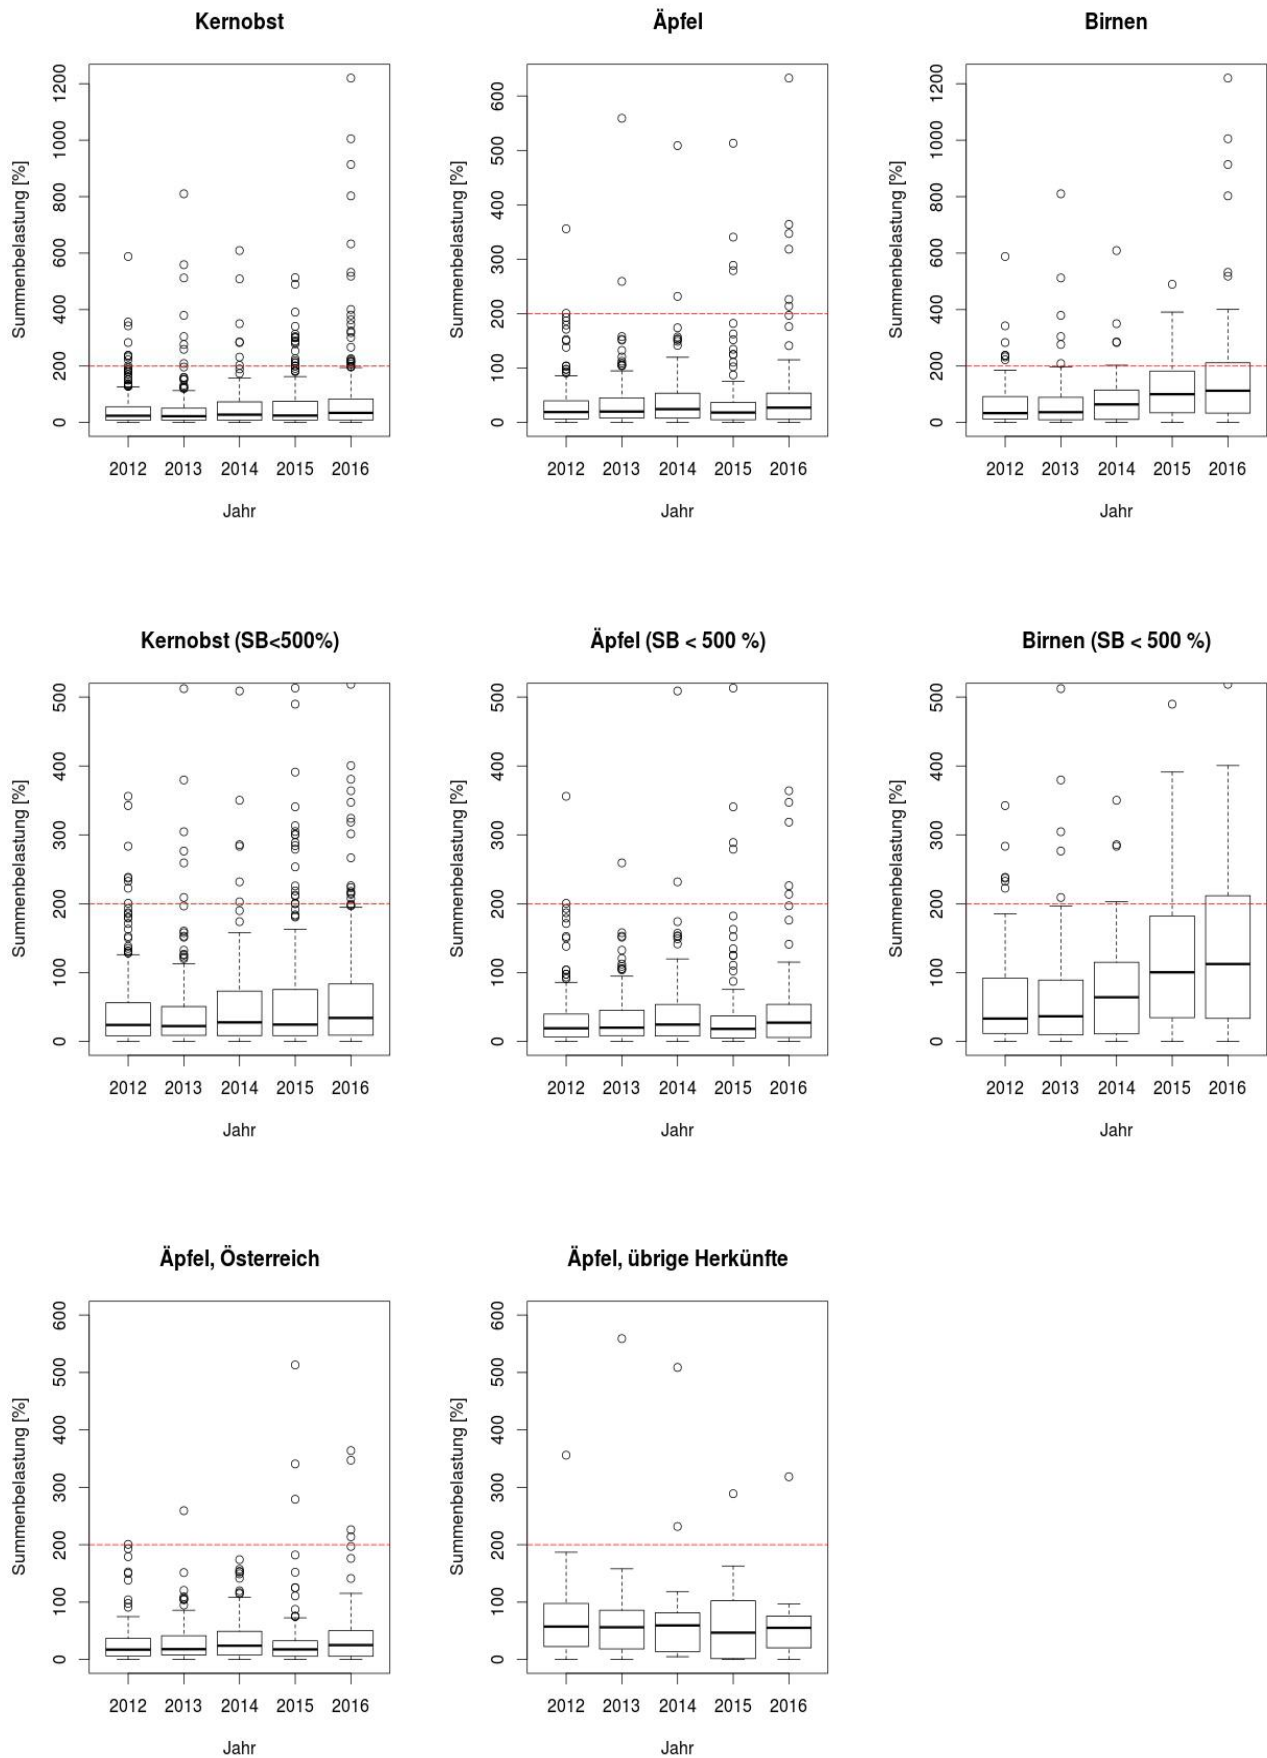 Kernobst
Summenbelastung [%]
1200
1000
800
600
400
200
0
2012 2013 2014 2015 2016
Jahr
Äpfel
Summenbelastung [%]
600
500
400
300
200
100
0
2012 2013 2014 2015 2016
Jahr
Birnen
Summenbelastung [%]
1200
1000
800
600
400
200
0
2012 2013 2014 2015 2016
Jahr
Kernobst (SB<500%)
Summenbelastung [%]
500
400
300
200
100
0
2012 2013 2014 2015 2016
Jahr
Äpfel (SB < 500 %)
Summenbelastung [%]
500
400
300
200
100
0
2012 2013 2014 2015 2016
Jahr
Birnen (SB < 500 %)
Summenbelastung [%]
500
400
300
200
100
0
2012 2013 2014 2015 2016
Jahr
Äpfel, Österreich
Summenbelastung [%]
600
500
400
300
200
100
0
2012 2013 2014 2015 2016
Jahr
Äpfel, übrige Herkünfte
Summenbelastung [%]
600
500
400
300
200
100
0
2012 2013 2014 2015 2016
Jahr